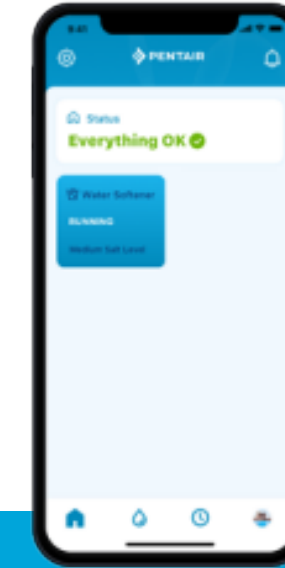 9:41
PENTAIR
Status
Everything OK
Water Softener
RUNNING
Medium Salt Level